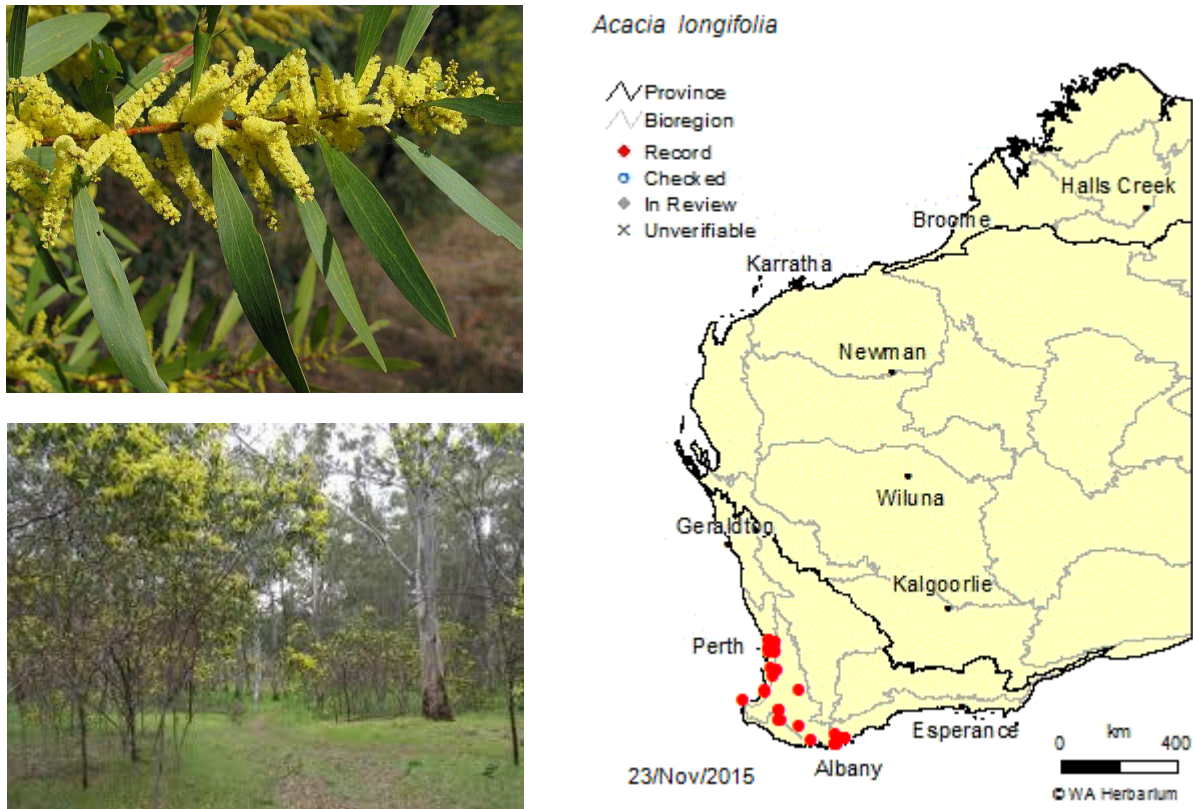 Acacia longifolia
Province
Bioregion
Record
Checked
In Review
Unverifiable
Halls Creek
Broome
Karratha
Newman
Wiluna
Geraldton
Kalgoorlie
Perth
Esperance
Albany
km
0 400
23/Nov/2015
© WA Herbarium